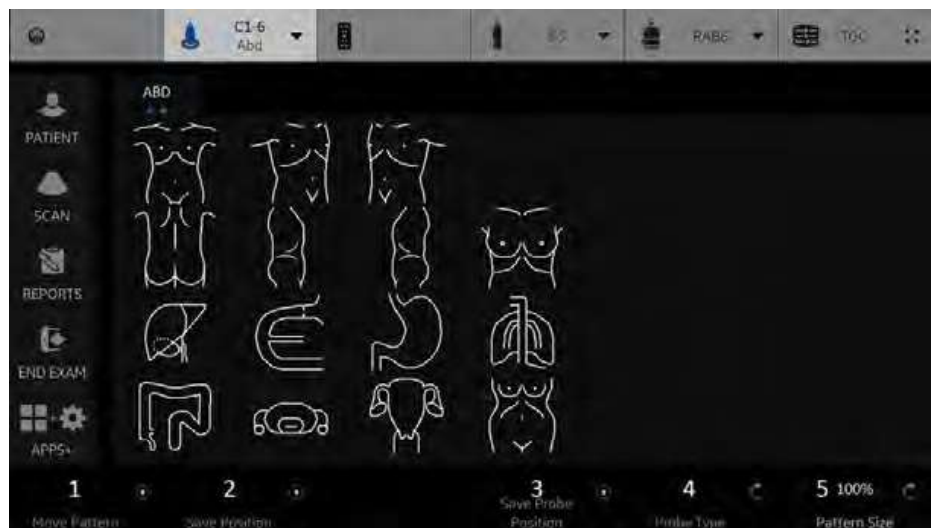 C1-6
Abd
RAB6
TGC
ABD
PATIENT
SCAN
REPORTS
END EXAM
APPS+
1
2
3
4
5 100%
Move Pattern
Save Position
Save Probe
Position
Probe Type
Pattern Size